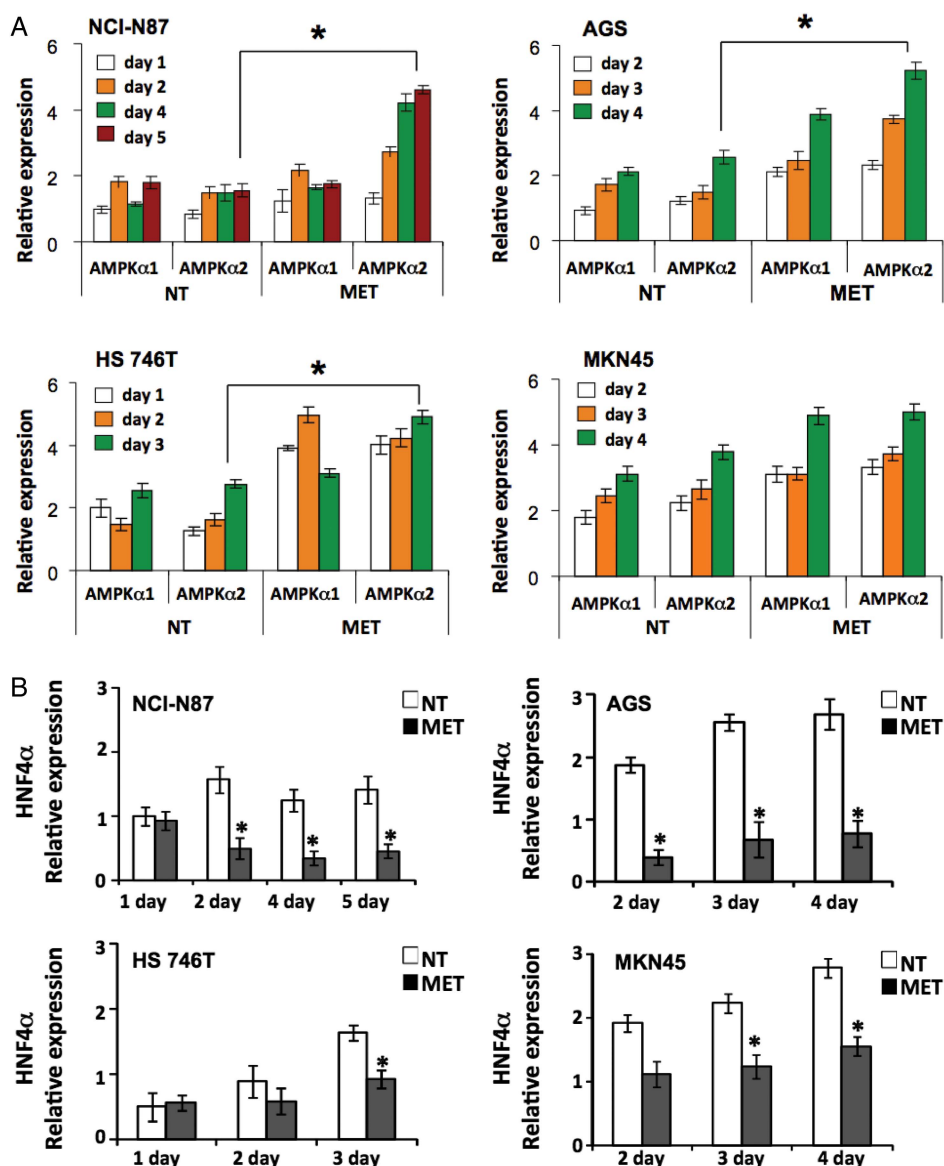 A
NCI-N87
Relative expression
6
4
2
0
day 1
day 2
day 4
day 5
*
AMPKα1 AMPKα2 AMPKα1 AMPKα2
NT MET
AGS
Relative expression
6
4
2
0
day 2
day 3
day 4
*
AMPKα1 AMPKα2 AMPKα1 AMPKα2
NT MET
HS 746T
Relative expression
6
4
2
0
day 1
day 2
day 3
*
AMPKα1 AMPKα2 AMPKα1 AMPKα2
NT MET
MKN45
Relative expression
6
4
2
0
day 2
day 3
day 4
AMPKα1 AMPKα2 AMPKα1 AMPKα2
NT MET
B
NCI-N87
HNF4α
Relative expression
3
2
1
0
NT
MET
* * *
1 day 2 day 4 day 5 day
AGS
HNF4α
Relative expression
3
2
1
0
NT
MET
* * *
2 day 3 day 4 day
HS 746T
HNF4α
Relative expression
3
2
1
0
NT
MET
*
1 day 2 day 3 day
MKN45
HNF4α
Relative expression
3
2
1
0
NT
MET
* *
2 day 3 day 4 day